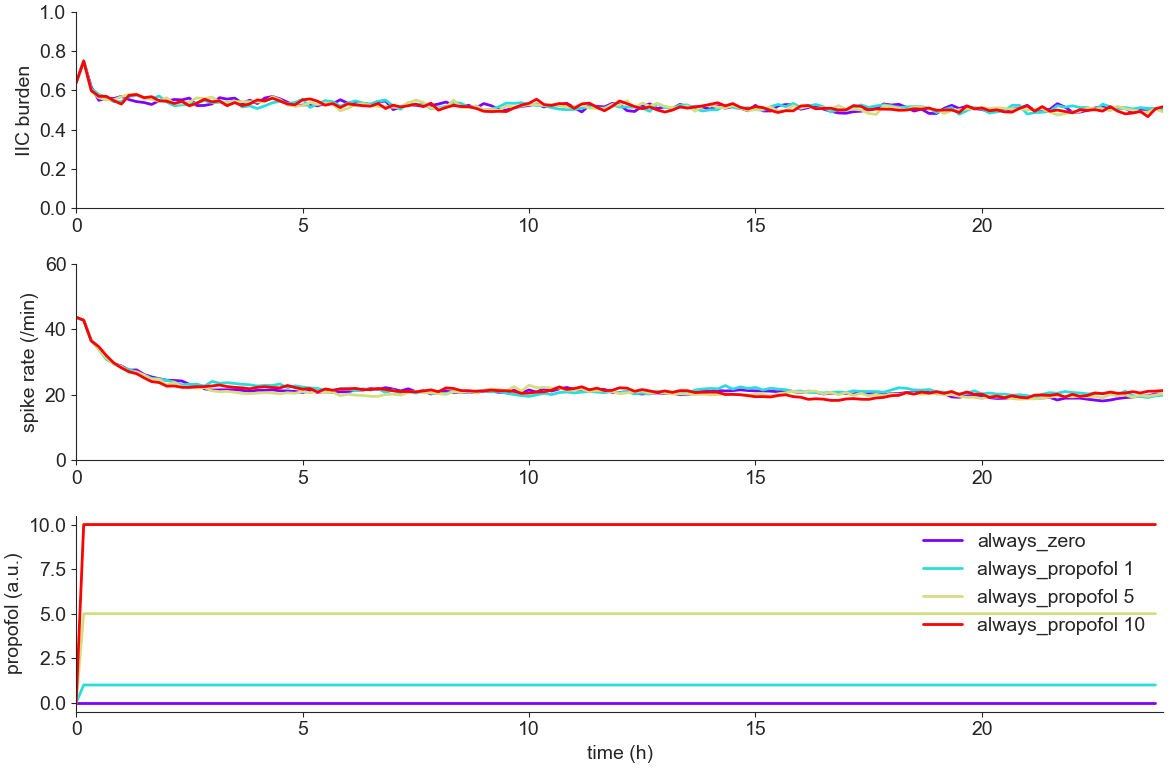 1.0
0.8
0.6
0.4
0.2
0.0
IIC burden
0 5 10 15 20
60
40
20
0
spike rate (/min)
0 5 10 15 20
10.0
7.5
5.0
2.5
0.0
propofol (a.u.)
always_zero
always_propofol 1
always_propofol 5
always_propofol 10
0 5 10 15 20
time (h)